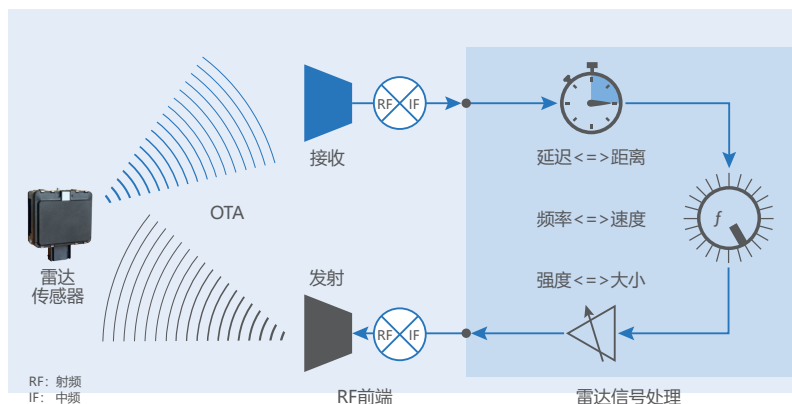 RF
IF
接收
延迟<=>距离
OTA
频率<=>速度
f
雷达
传感器
发射
强度<=>大小
RF
IF
RF：射频
IF： 中频
RF前端
雷达信号处理